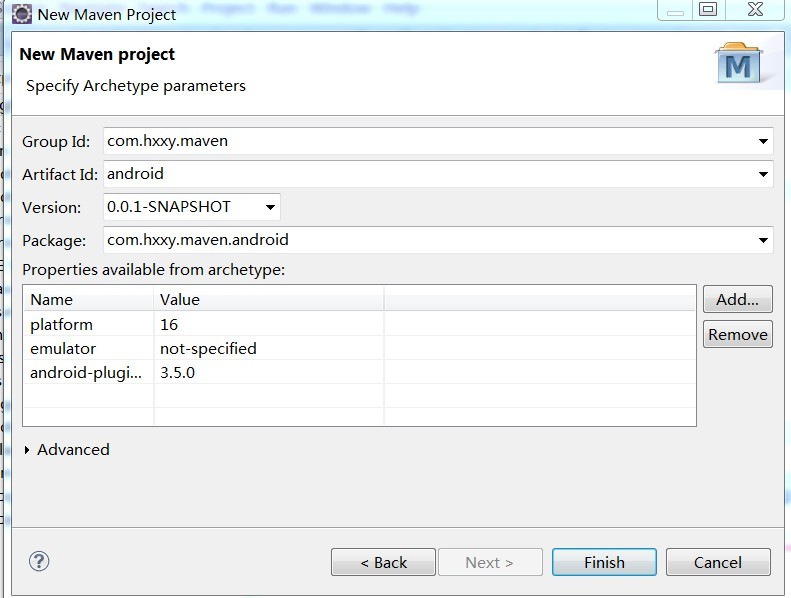 New Maven Project
New Maven project
Specify Archetype parameters
M
Group Id: com.hxxy.maven
Artifact Id: android
Version: 0.0.1-SNAPSHOT
Package: com.hxxy.maven.android
Properties available from archetype:
Name Value Add...
platform 16
emulator not-specified Remove
android-plugi... 3.5.0
Advanced
? < Back Next > Finish Cancel